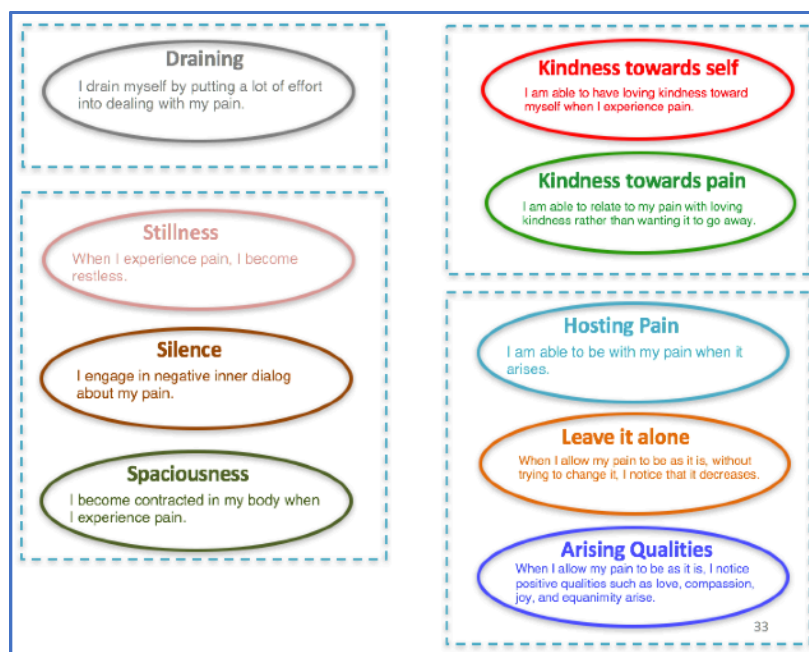 Draining
I drain myself by putting a lot of effort
into dealing with my pain.
Stillness
When I experience pain, I become
restless.
Silence
I engage in negative inner dialog
about my pain.
Spaciousness
I become contracted in my body when
I experience pain.
Kindness towards self
I am able to have loving kindness toward
myself when I experience pain.
Kindness towards pain
I am able to relate to my pain with loving
kindness rather than wanting it to go away.
Hosting Pain
I am able to be with my pain when it
arises.
Leave it alone
When I allow my pain to be as it is, without
trying to change it, I notice that it decreases.
Arising Qualities
When I allow my pain to be as it is, I notice
positive qualities such as love, compassion,
joy, and equanimity arise.
33